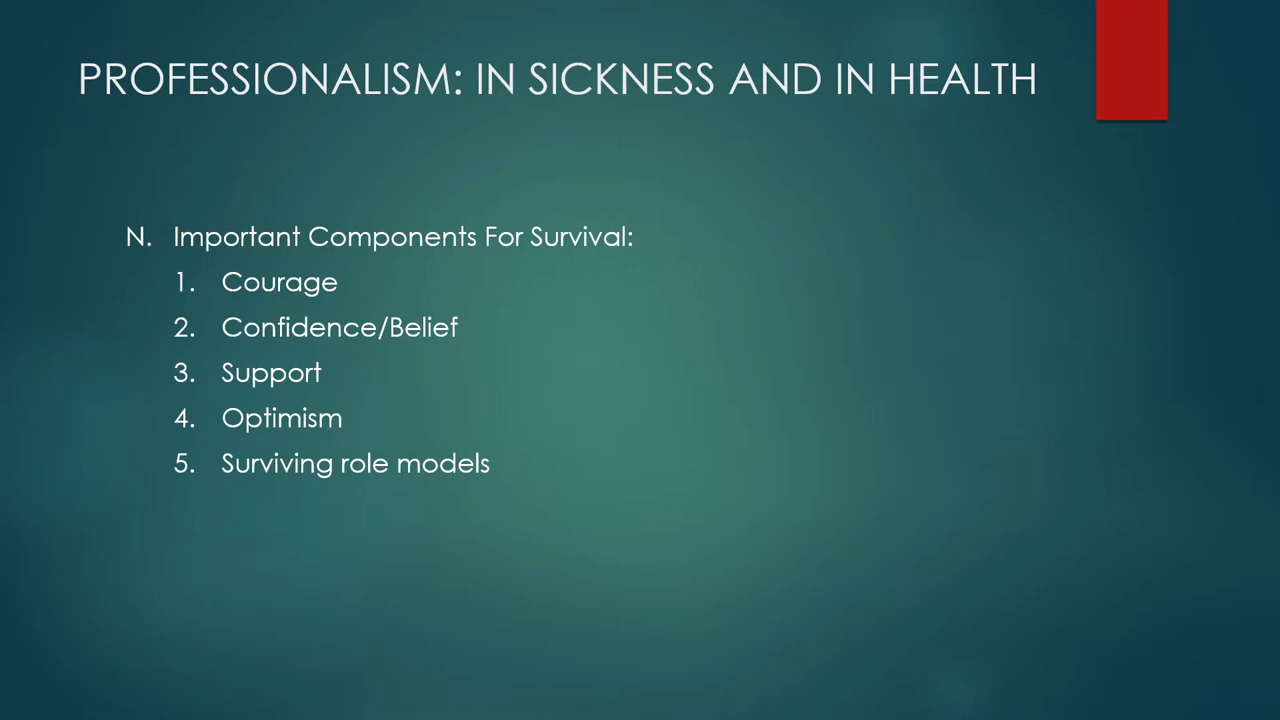 PROFESSIONALISM: IN SICKNESS AND IN HEALTH
N. Important Components For Survival:
1. Courage
2. Confidence/Belief
3. Support
4. Optimism
5. Surviving role models